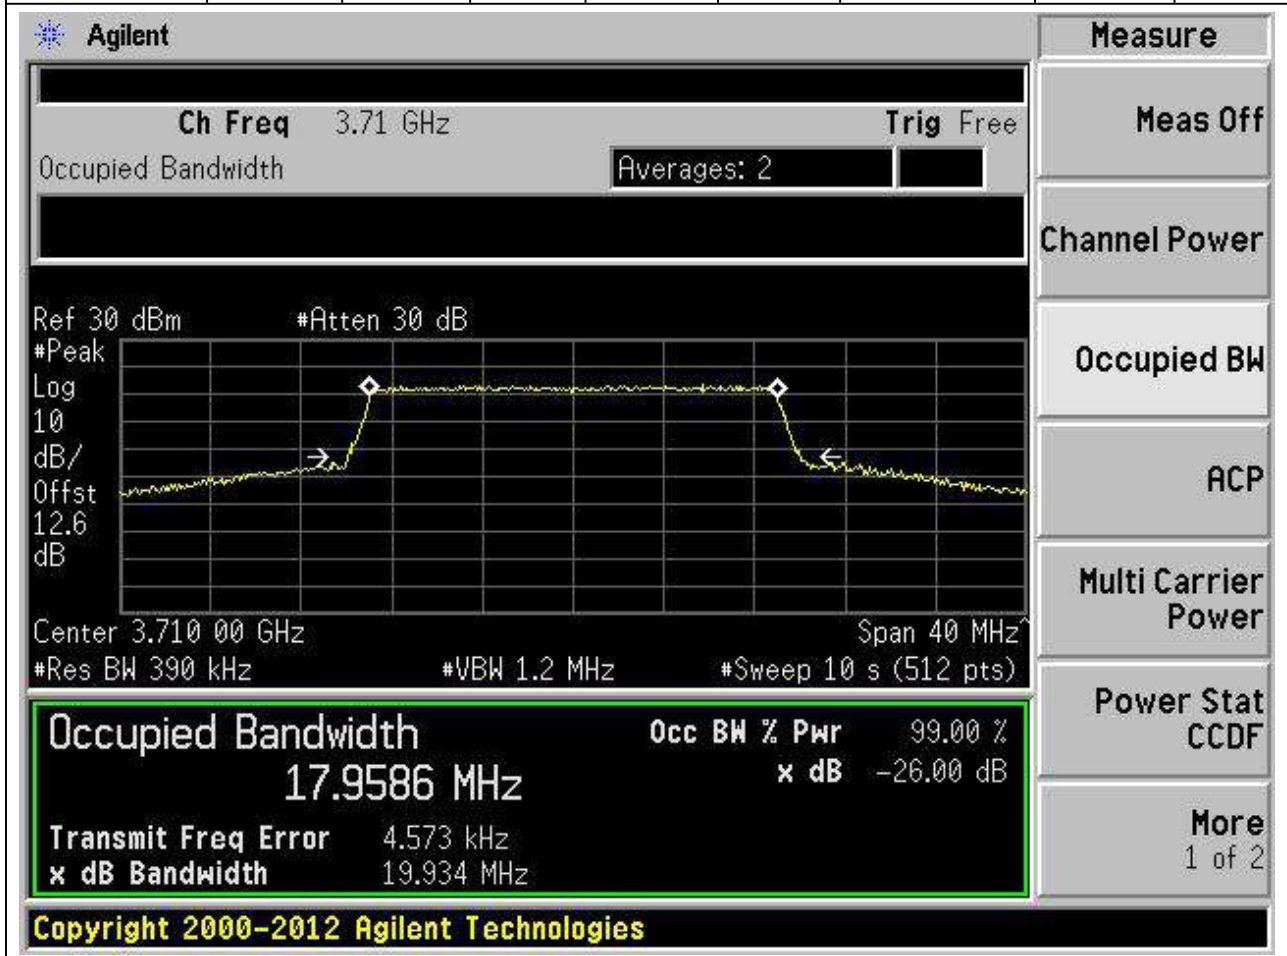 Agilent
Measure
Ch Freq 3.71 GHz Trig Free
Occupied Bandwidth Averages: 2
Meas Off
Channel Power
Occupied BW
ACP
Multi Carrier
Power
Power Stat
CCDF
More
1 of 2
Ref 30 dBm #Atten 30 dB
#Peak
Log
10
dB/
Offst
12.6
dB
Center 3.710 00 GHz Span 40 MHz^
#Res BW 390 kHz #VBW 1.2 MHz #Sweep 10 s (512 pts)
Occupied Bandwidth Occ BW % Pwr 99.00 %
17.9586 MHz x dB -26.00 dB
Transmit Freq Error 4.573 kHz
x dB Bandwidth 19.934 MHz
Copyright 2000-2012 Agilent Technologies